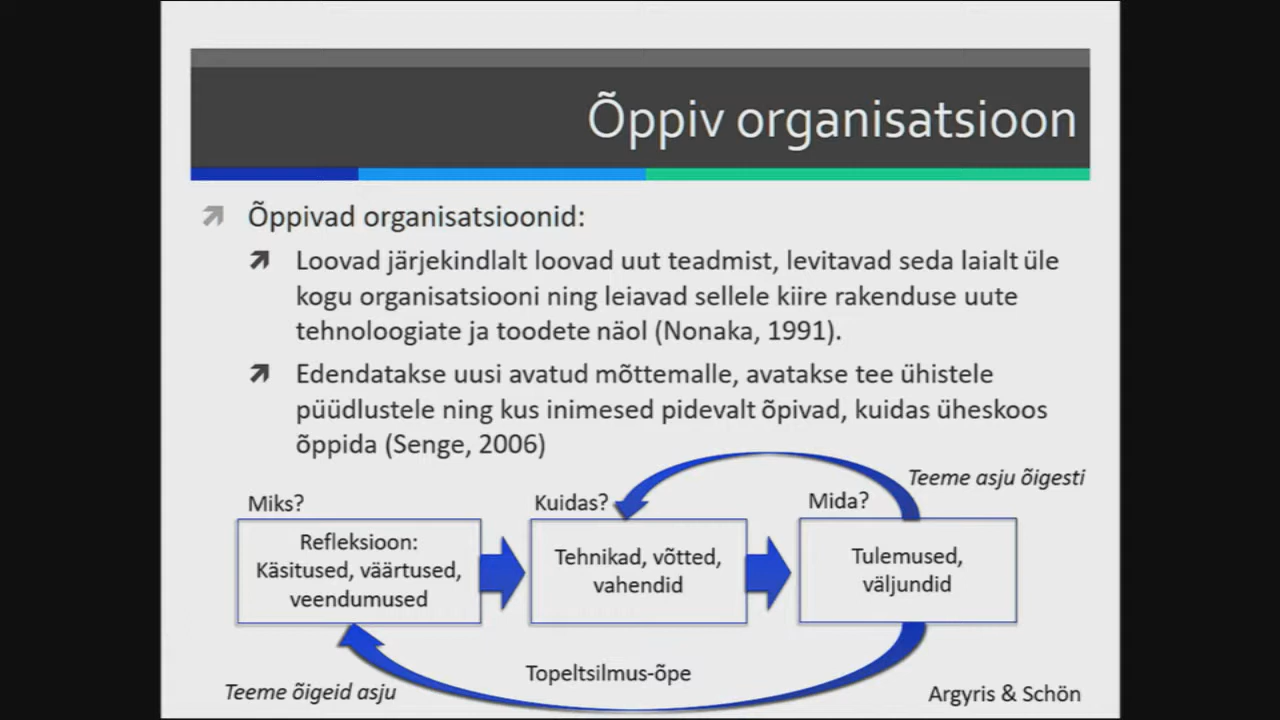 Õppiv organisatsioon
Õppivad organisatsioonid:
Loovad järjekindlalt loovad uut teadmist, levitavad seda laialt üle
kogu organisatsiooni ning leiavad sellele kiire rakenduse uute
tehnoloogiate ja toodete näol (Nonaka, 1991).
Edendatakse uusi avatud mõttemalle, avatakse tee ühistele
püüdlustele ning kus inimesed pidevalt õpivad, kuidas üheskoos
õppida (Senge, 2006)
Teeme asju õigesti
Miks?
Kuidas?
Mida?
Refleksioon:
Käsitused, väärtused,
veendumused
Tehnikad, võtted,
vahendid
Tulemused,
väljundid
Topeltsilmus-õpe
Teeme õigeid asju
Argyris & Schön